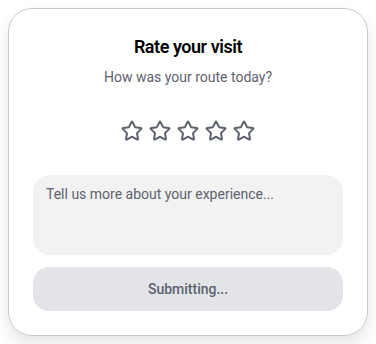 Rate your visit
How was your route today?
Tell us more about your experience...
Submitting...